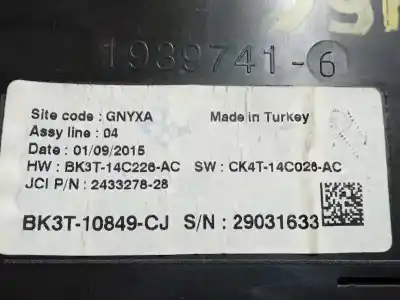 1939741-6
Site code : GNYXA Made in Turkey
Assy line : 04
Date : 01/09/2015
HW : BK3T-14C226-AC SW : CK4T-14C026-AC
JCI P/N : 2433278-28
BK3T-10849-CJ S/N : 29031633